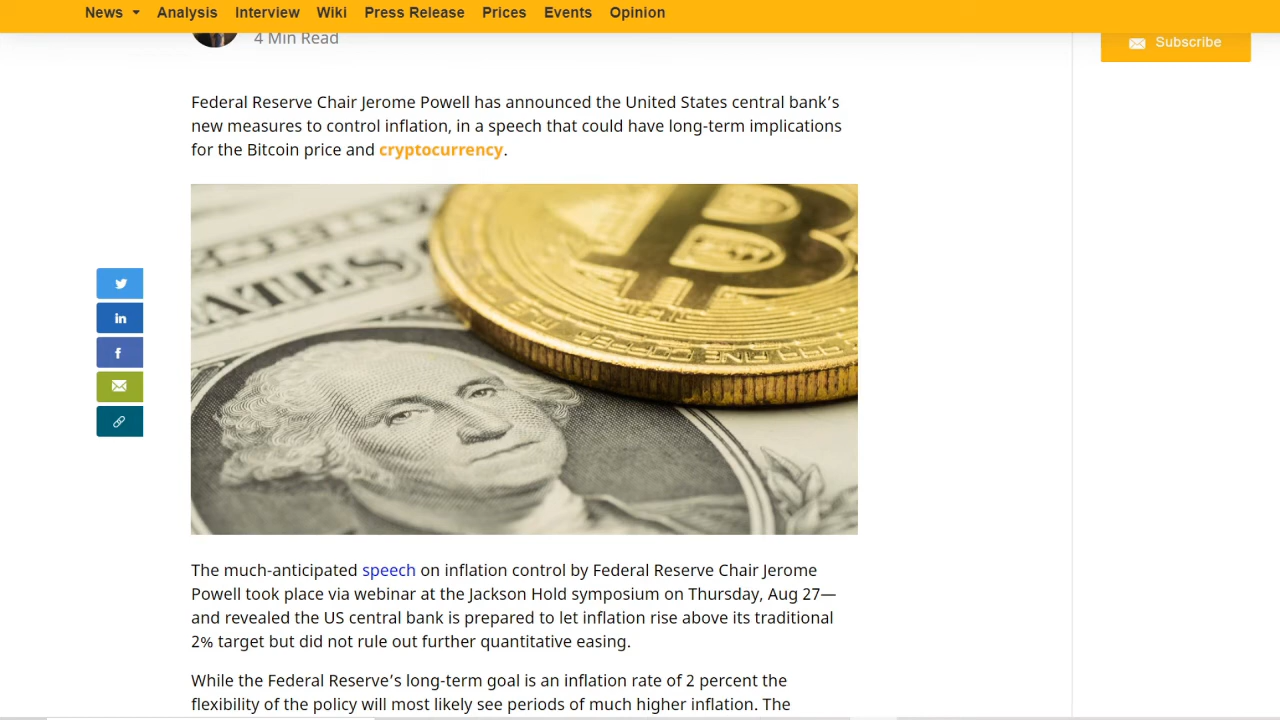 News Analysis Interview Wiki Press Release Prices Events Opinion
4 Min Read
Subscribe
Federal Reserve Chair Jerome Powell has announced the United States central bank’s
new measures to control inflation, in a speech that could have long-term implications
for the Bitcoin price and cryptocurrency.
ATES
The much-anticipated speech on inflation control by Federal Reserve Chair Jerome
Powell took place via webinar at the Jackson Hold symposium on Thursday, Aug 27—
and revealed the US central bank is prepared to let inflation rise above its traditional
2% target but did not rule out further quantitative easing.
While the Federal Reserve’s long-term goal is an inflation rate of 2 percent the
flexibility of the policy will most likely see periods of much higher inflation. The